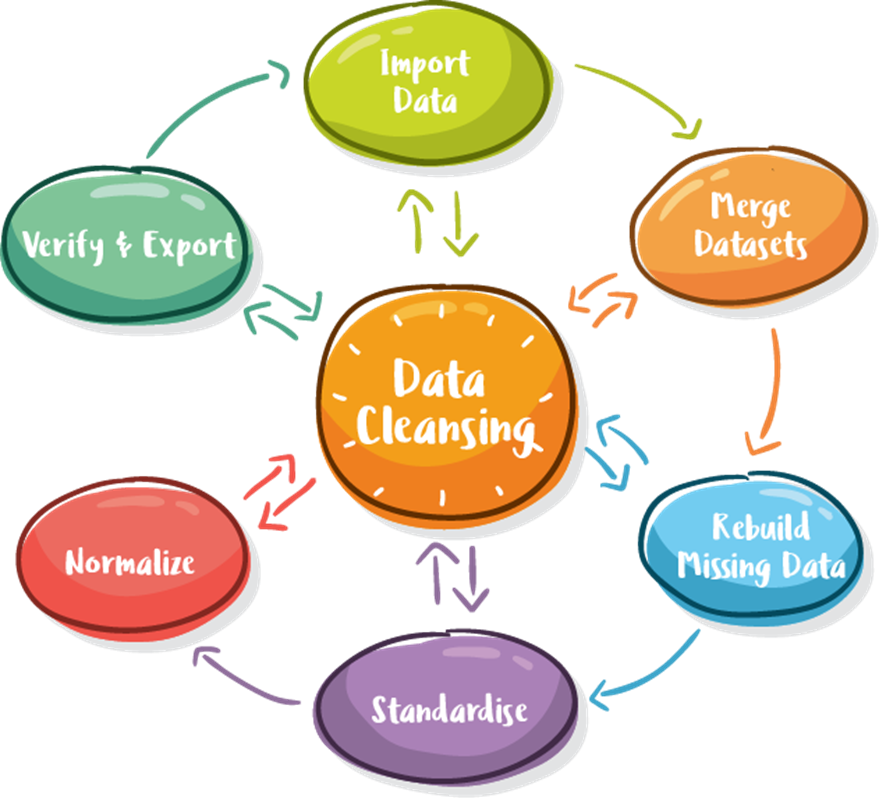 Import
Data
Merge
Datasets
Verify & Export
Data
Cleansing
Rebuild
Missing Data
Normalize
Standardise